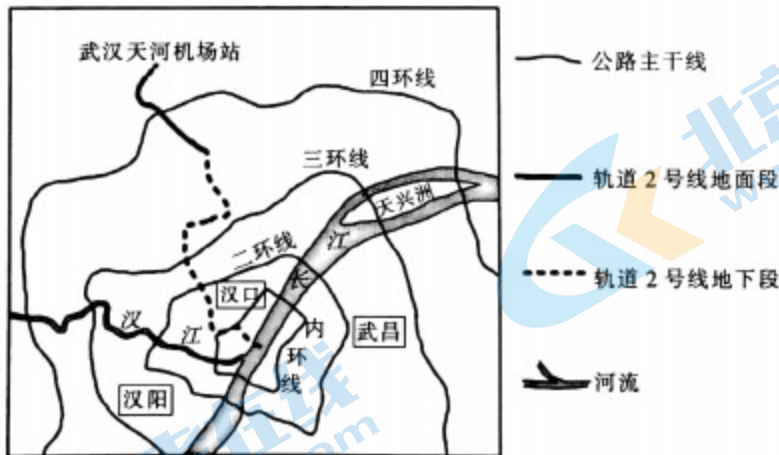 武汉天河机场站
四环线
公路主干线
三环线
轨道2号线地面段
天兴洲
江
二环线
长
轨道2号线地下段
汉口
汉
江
内
武昌
环
线
汉阳
河流